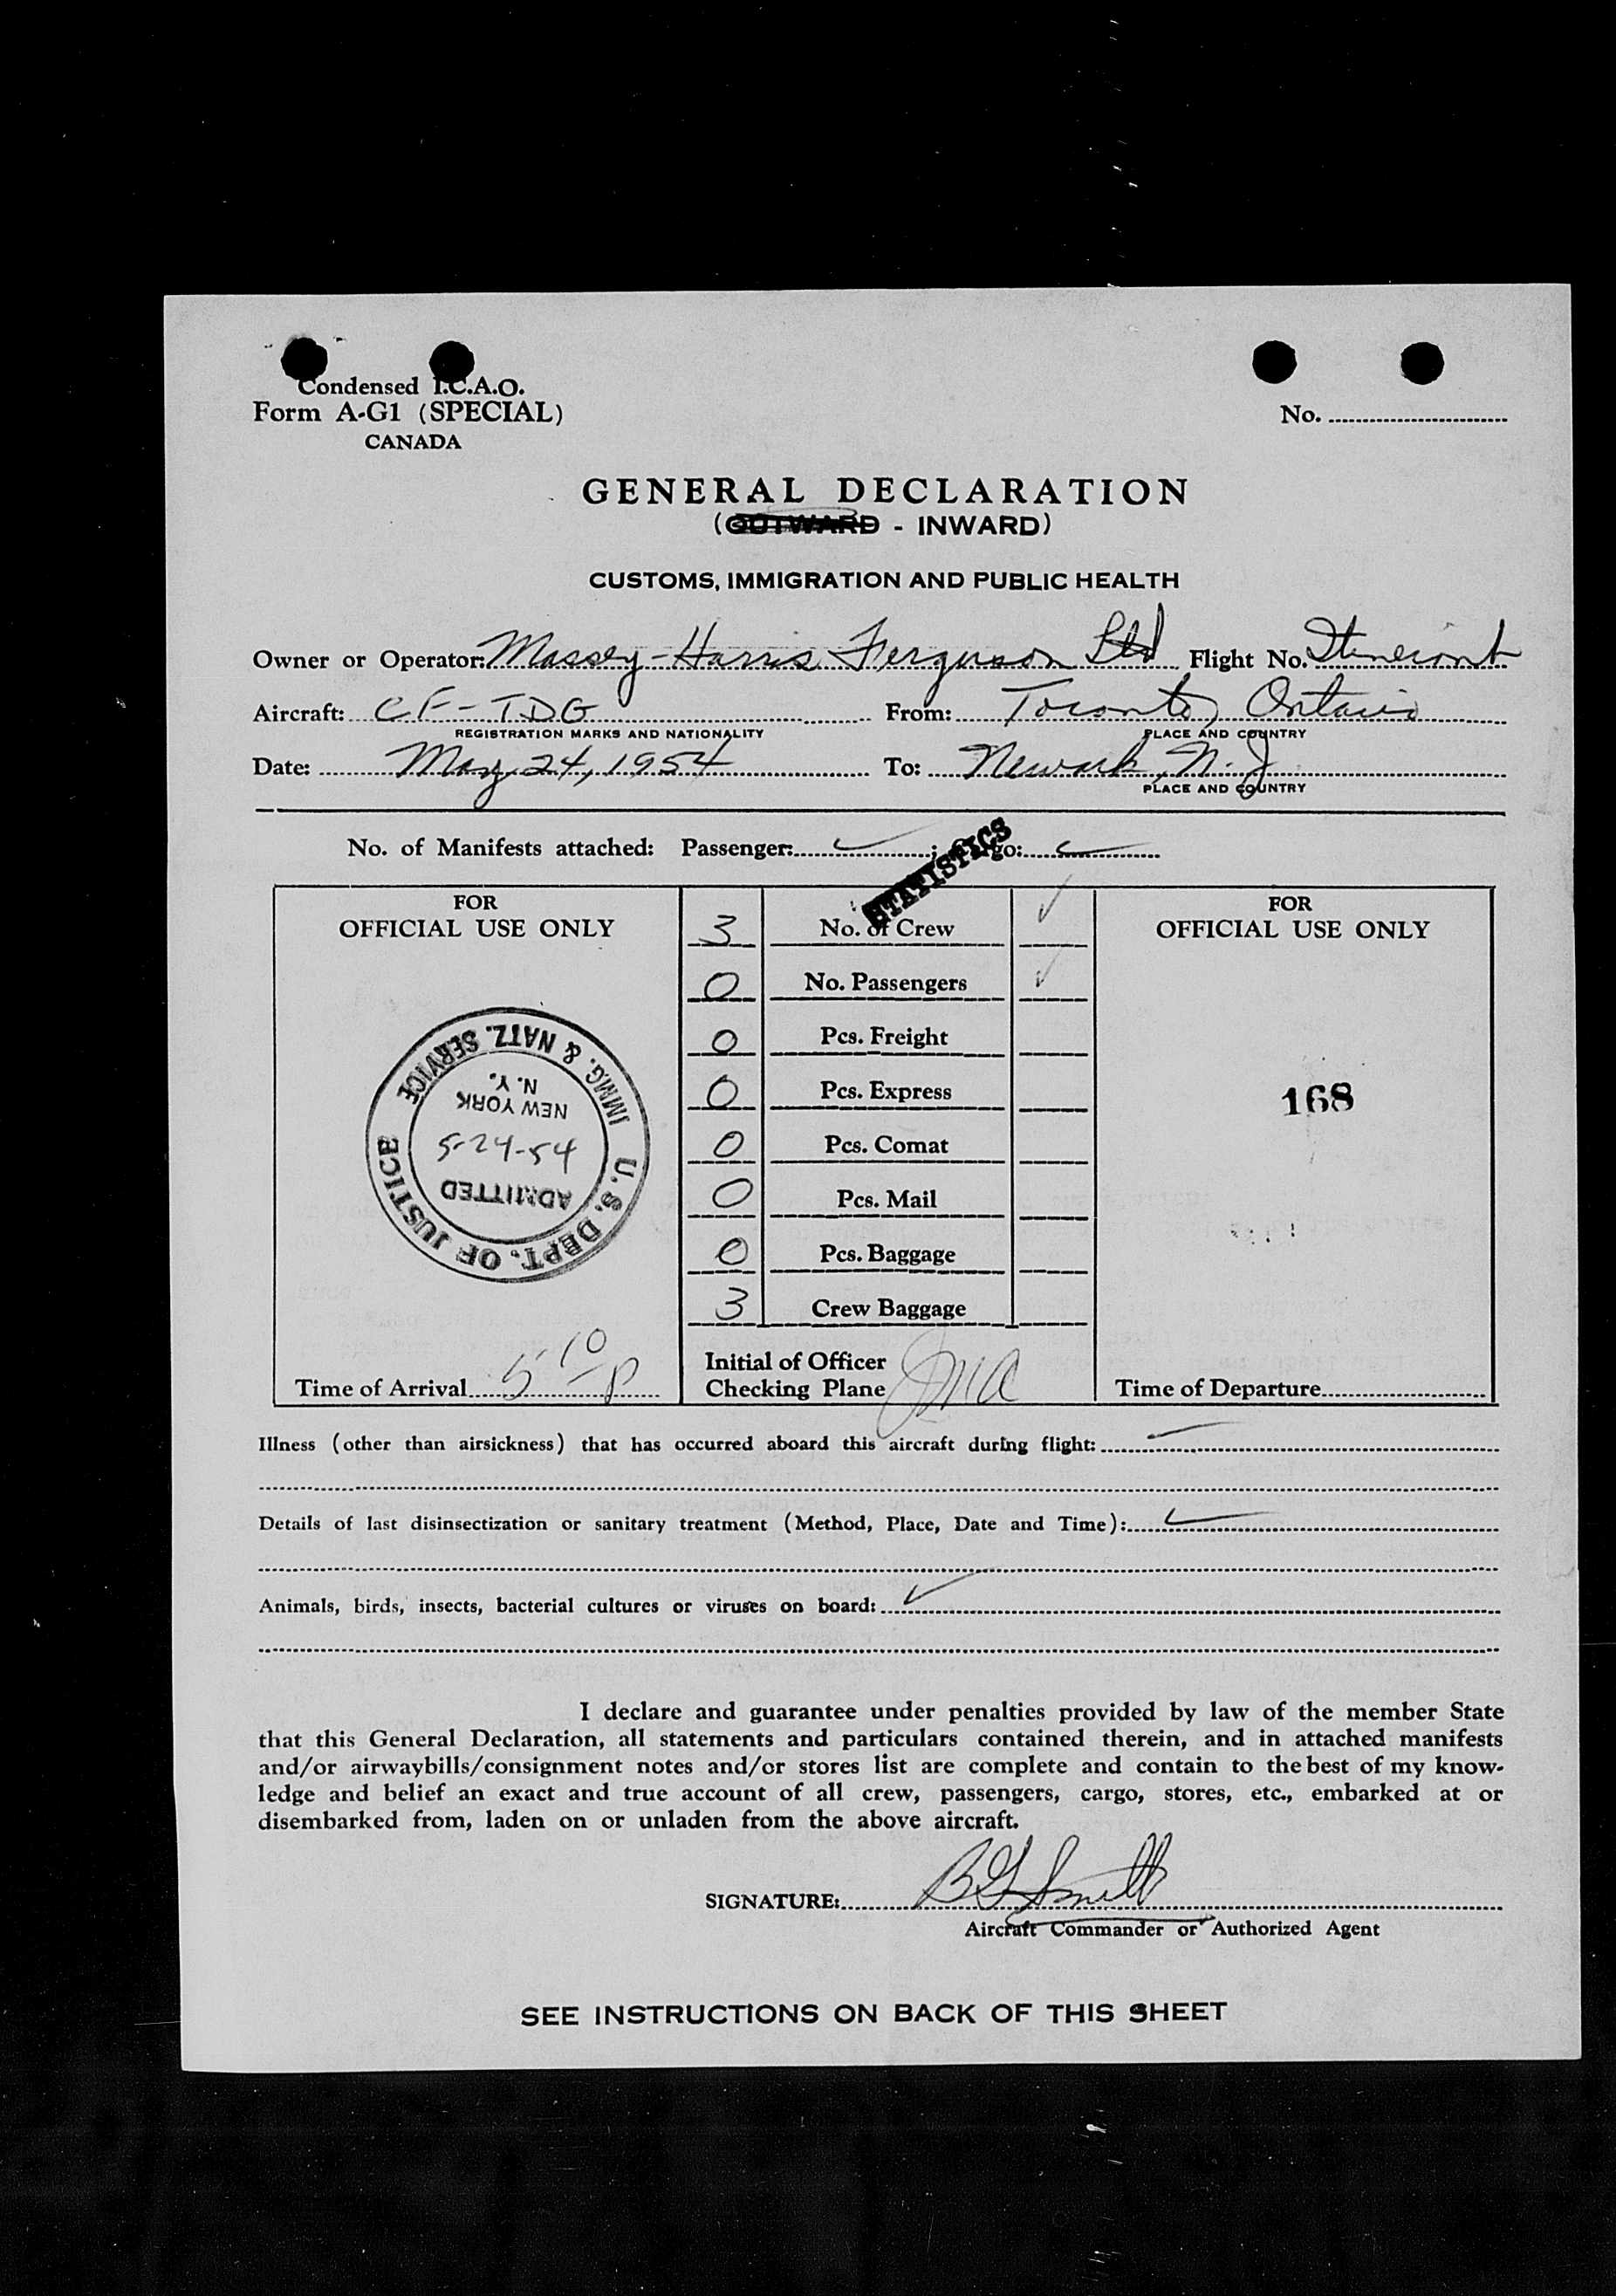 Condensed I.C.A.O.
Form A-G1 (SPECIAL)
CANADA
No.
GENERAL DECLARATION
(OUTWARD - INWARD)
CUSTOMS, IMMIGRATION AND PUBLIC HEALTH
Owner or Operator: Massey-Harris Ferguson Ltd Flight No. Itinerant
Aircraft: CF-TDG From: Toronto, Ontario
REGISTRATION MARKS AND NATIONALITY PLACE AND COUNTRY
Date: May, 24, 1954 To: Newark, N.J
PLACE AND COUNTRY
No. of Manifests attached: Passenger: ; Cargo:
STATISTICS
FOR
OFFICIAL USE ONLY
3 No. of Crew
0 No. Passengers
0 Pcs. Freight
0 Pcs. Express
0 Pcs. Comat
0 Pcs. Mail
0 Pcs. Baggage
3 Crew Baggage
FOR
OFFICIAL USE ONLY
168
U.S. DEPT. OF JUSTICE
IMMG. & NATZ. SERVICE
ADMITTED
5-24-54
NEW YORK
N.Y.
Time of Arrival 5 10 p
Initial of Officer
Checking Plane
Time of Departure
Illness (other than airsickness) that has occurred aboard this aircraft during flight:
Details of last disinsectization or sanitary treatment (Method, Place, Date and Time):
Animals, birds, insects, bacterial cultures or viruses on board:
I declare and guarantee under penalties provided by law of the member State
that this General Declaration, all statements and particulars contained therein, and in attached manifests
and/or airwaybills/consignment notes and/or stores list are complete and contain to the best of my know-
ledge and belief an exact and true account of all crew, passengers, cargo, stores, etc., embarked at or
disembarked from, laden on or unladen from the above aircraft.
SIGNATURE: BG Smith
Aircraft Commander or Authorized Agent
SEE INSTRUCTIONS ON BACK OF THIS SHEET